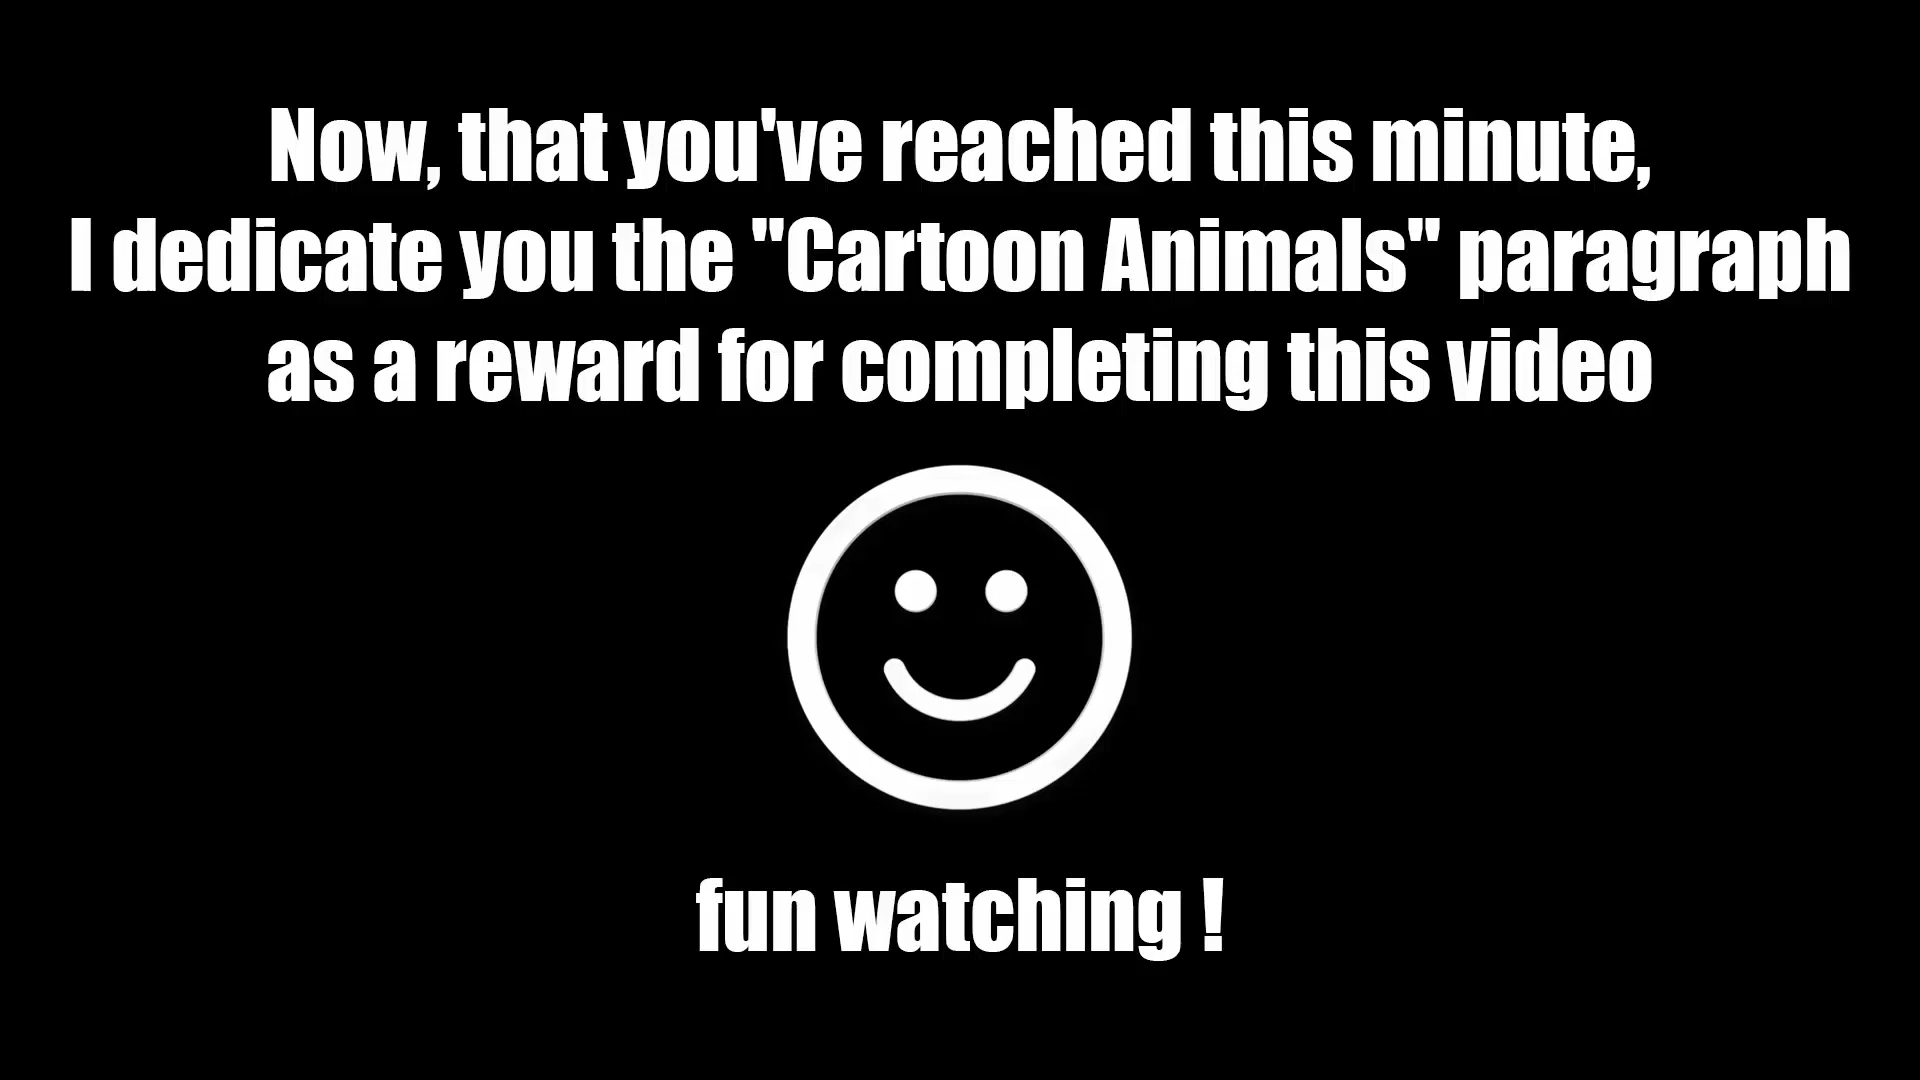 Now, that you've reached this minute,
I dedicate you the "Cartoon Animals" paragraph
as a reward for completing this video
fun watching !